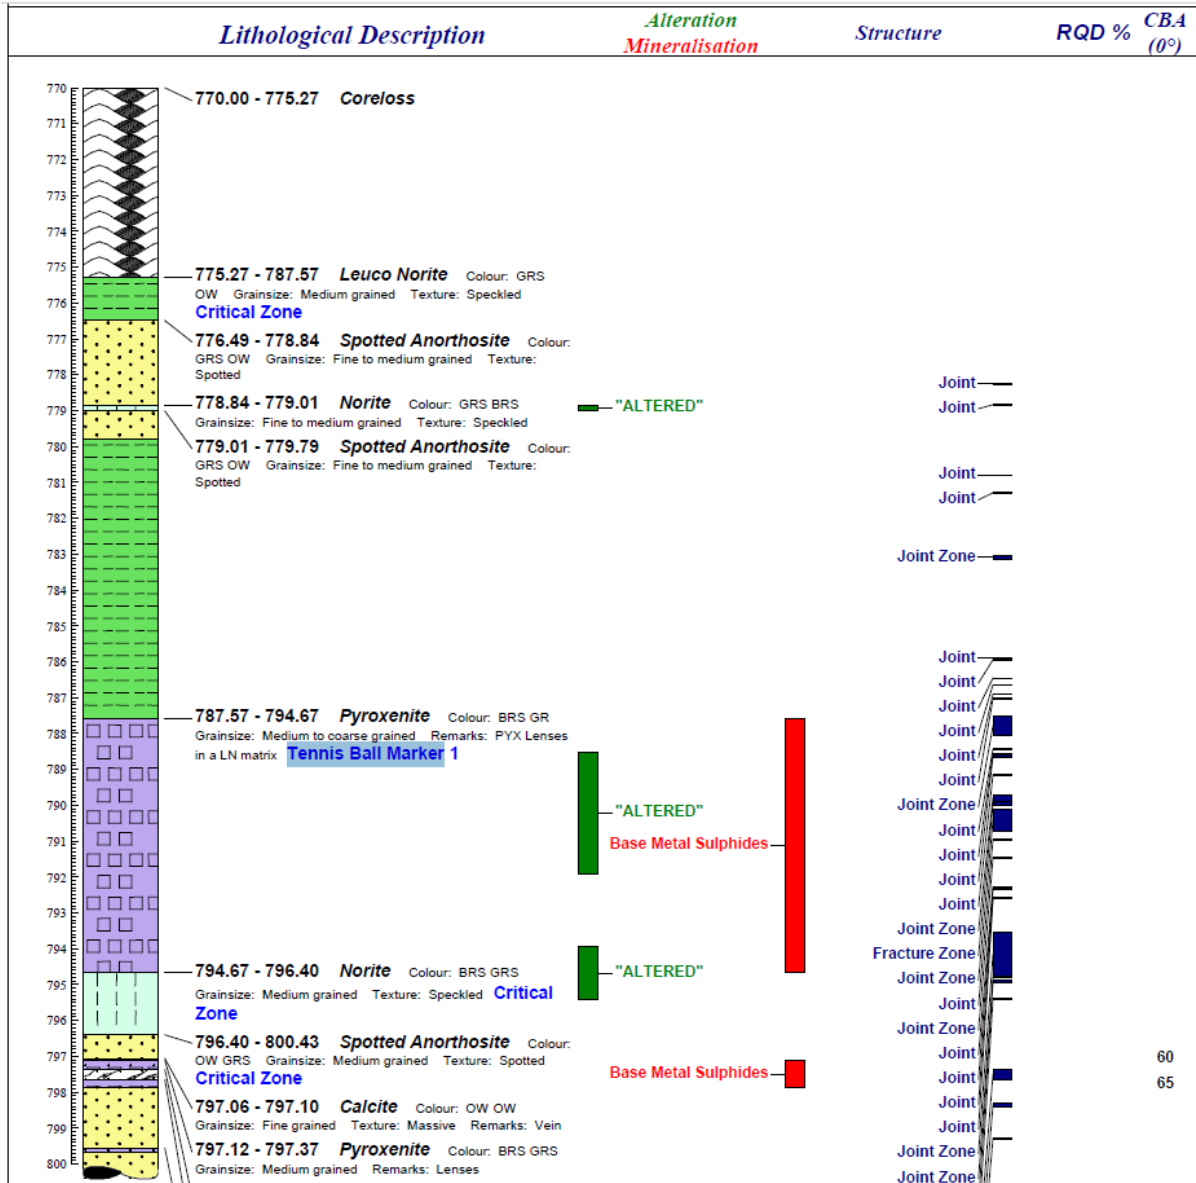 Lithological Description
Alteration
Mineralisation
Structure
RQD %
CBA
(0°)
770
771
772
773
774
775
776
777
778
779
780
781
782
783
784
785
786
787
788
789
790
791
792
793
794
795
796
797
798
799
800
770.00 - 775.27 Coreloss
775.27 - 787.57 Leuco Norite Colour: GRS
OW Grainsize: Medium grained Texture: Speckled
Critical Zone
776.49 - 778.84 Spotted Anorthosite Colour:
GRS OW Grainsize: Fine to medium grained Texture:
Spotted
778.84 - 779.01 Norite Colour: GRS BRS
Grainsize: Fine to medium grained Texture: Speckled
779.01 - 779.79 Spotted Anorthosite Colour:
GRS OW Grainsize: Fine to medium grained Texture:
Spotted
787.57 - 794.67 Pyroxenite Colour: BRS GR
Grainsize: Medium to coarse grained Remarks: PYX Lenses
in a LN matrix Tennis Ball Marker 1
794.67 - 796.40 Norite Colour: BRS GRS
Grainsize: Medium grained Texture: Speckled Critical
Zone
796.40 - 800.43 Spotted Anorthosite Colour:
OW GRS Grainsize: Medium grained Texture: Spotted
Critical Zone
797.06 - 797.10 Calcite Colour: OW OW
Grainsize: Fine grained Texture: Massive Remarks: Vein
797.12 - 797.37 Pyroxenite Colour: BRS GRS
Grainsize: Medium grained Remarks: Lenses
"ALTERED"
"ALTERED"
Base Metal Sulphides
"ALTERED"
Base Metal Sulphides
Joint
Joint
Joint
Joint
Joint Zone
Joint
Joint
Joint
Joint
Joint
Joint
Joint Zone
Joint
Joint
Joint
Joint
Joint Zone
Fracture Zone
Joint Zone
Joint
Joint Zone
Joint
Joint
Joint
Joint
Joint Zone
Joint Zone
60
65